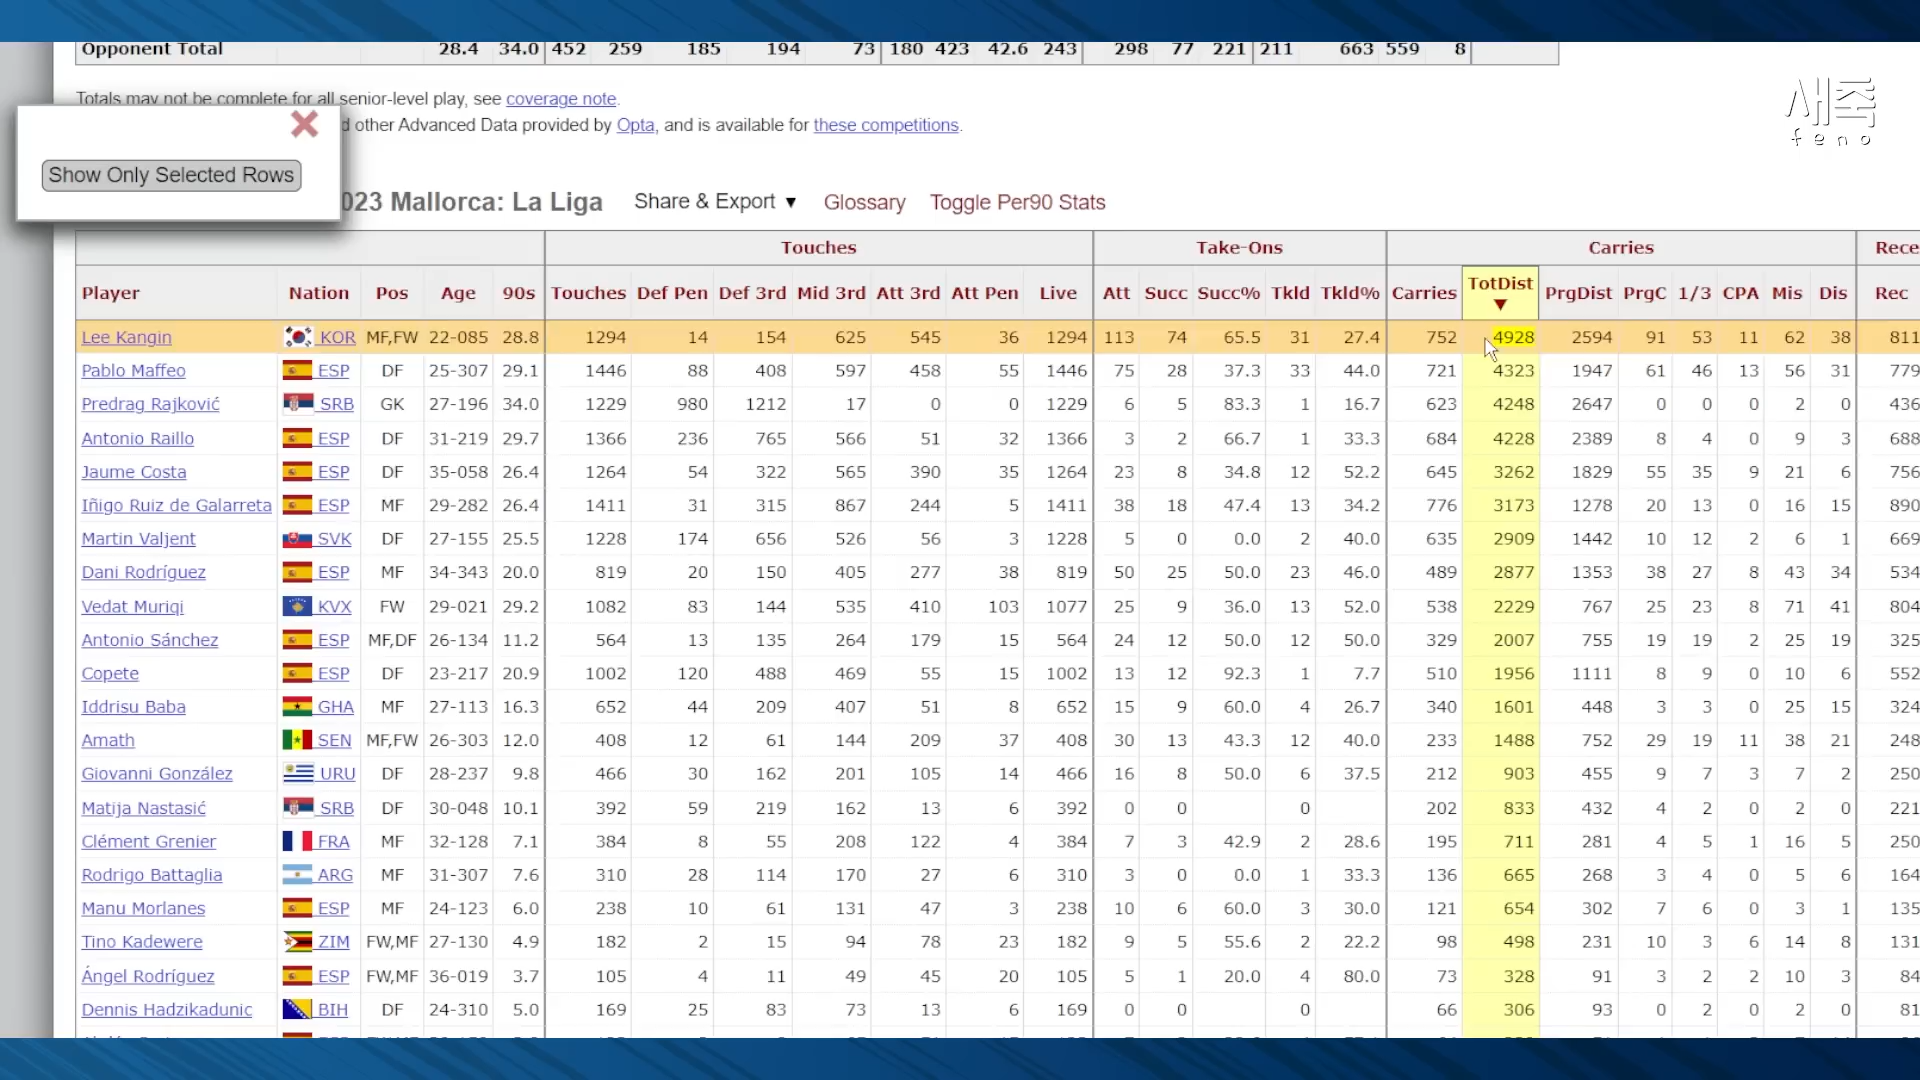 Opponent Total 28.4 34.0 452 259 185 194 73 180 423 42.6 243 298 77 221 211 663 559 8
Totals may not be complete for all senior-level play, see coverage note.
d other Advanced Data provided by Opta, and is available for these competitions.
새축
feno
Show Only Selected Rows
023 Mallorca: La Liga Share & Export ▼ Glossary Toggle Per90 Stats
Touches Take-Ons Carries Rece
Player Nation Pos Age 90s Touches Def Pen Def 3rd Mid 3rd Att 3rd Att Pen Live Att Succ Succ% Tkld Tkld% Carries TotDist ▼ PrgDist PrgC 1/3 CPA Mis Dis Rec
Lee Kangin KOR MF,FW 22-085 28.8 1294 14 154 625 545 36 1294 113 74 65.5 31 27.4 752 4928 2594 91 53 11 62 38 811
Pablo Maffeo ESP DF 25-307 29.1 1446 88 408 597 458 55 1446 75 28 37.3 33 44.0 721 4323 1947 61 46 13 56 31 779
Predrag Rajković SRB GK 27-196 34.0 1229 980 1212 17 0 0 1229 6 5 83.3 1 16.7 623 4248 2647 0 0 0 2 0 436
Antonio Raillo ESP DF 31-219 29.7 1366 236 765 566 51 32 1366 3 2 66.7 1 33.3 684 4228 2389 8 4 0 9 3 688
Jaume Costa ESP DF 35-058 26.4 1264 54 322 565 390 35 1264 23 8 34.8 12 52.2 645 3262 1829 55 35 9 21 6 756
Iñigo Ruiz de Galarreta ESP MF 29-282 26.4 1411 31 315 867 244 5 1411 38 18 47.4 13 34.2 776 3173 1278 20 13 0 16 15 890
Martin Valjent SVK DF 27-155 25.5 1228 174 656 526 56 3 1228 5 0 0.0 2 40.0 635 2909 1442 10 12 2 6 1 669
Dani Rodríguez ESP MF 34-343 20.0 819 20 150 405 277 38 819 50 25 50.0 23 46.0 489 2877 1353 38 27 8 43 34 534
Vedat Muriqi KVX FW 29-021 29.2 1082 83 144 535 410 103 1077 25 9 36.0 13 52.0 538 2229 767 25 23 8 71 41 804
Antonio Sánchez ESP MF,DF 26-134 11.2 564 13 135 264 179 15 564 24 12 50.0 12 50.0 329 2007 755 19 19 2 25 19 325
Copete ESP DF 23-217 20.9 1002 120 488 469 55 15 1002 13 12 92.3 1 7.7 510 1956 1111 8 9 0 10 6 552
Iddrisu Baba GHA MF 27-113 16.3 652 44 209 407 51 8 652 15 9 60.0 4 26.7 340 1601 448 3 3 0 25 15 324
Amath SEN MF,FW 26-303 12.0 408 12 61 144 209 37 408 30 13 43.3 12 40.0 233 1488 752 29 19 11 38 21 248
Giovanni González URU DF 28-237 9.8 466 30 162 201 105 14 466 16 8 50.0 6 37.5 212 903 455 9 7 3 7 2 250
Matija Nastasić SRB DF 30-048 10.1 392 59 219 162 13 6 392 0 0 0 202 833 432 4 2 0 2 0 221
Clément Grenier FRA MF 32-128 7.1 384 8 55 208 122 4 384 7 3 42.9 2 28.6 195 711 281 4 5 1 16 5 250
Rodrigo Battaglia ARG MF 31-307 7.6 310 28 114 170 27 6 310 3 0 0.0 1 33.3 136 665 268 3 4 0 5 6 164
Manu Morlanes ESP MF 24-123 6.0 238 10 61 131 47 3 238 10 6 60.0 3 30.0 121 654 302 7 6 0 3 1 135
Tino Kadewere ZIM FW,MF 27-130 4.9 182 2 15 94 78 23 182 9 5 55.6 2 22.2 98 498 231 10 3 6 14 8 131
Ángel Rodríguez ESP FW,MF 36-019 3.7 105 4 11 49 45 20 105 5 1 20.0 4 80.0 73 328 91 3 2 2 10 3 84
Dennis Hadzikadunic BIH DF 24-310 5.0 169 25 83 73 13 6 169 0 0 0 66 306 93 0 2 0 2 0 81